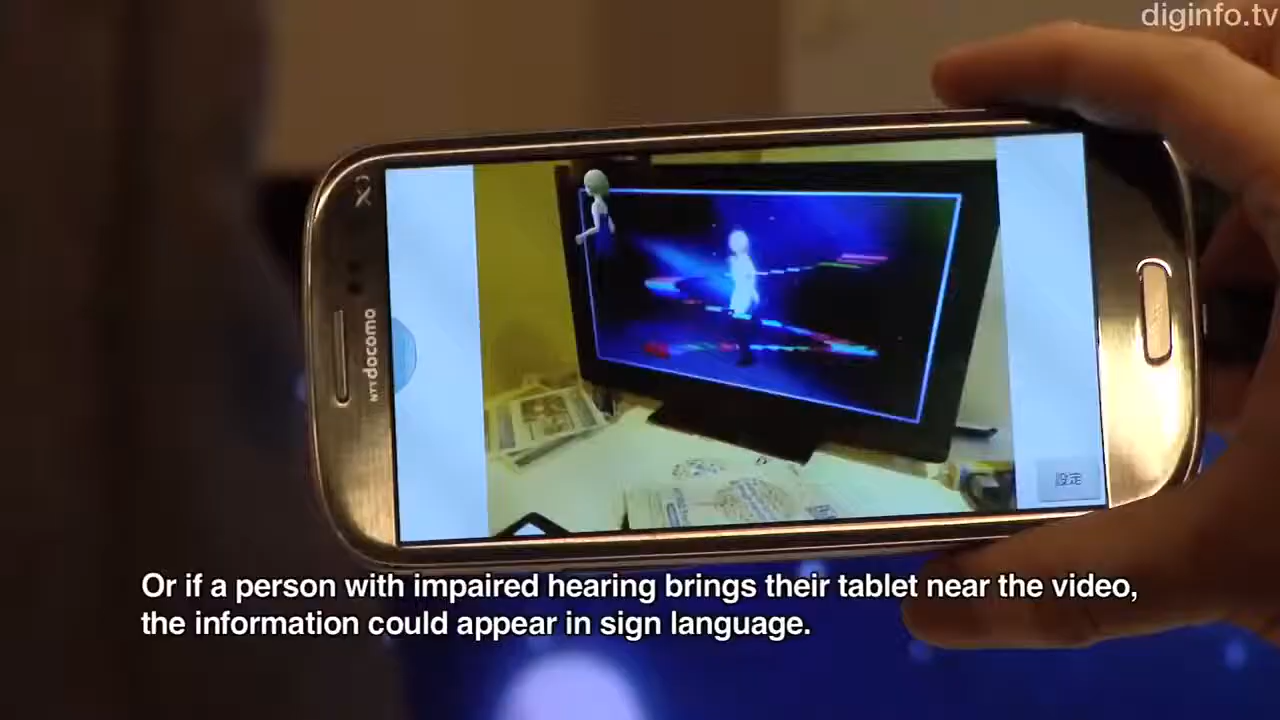 diginfo.tv
NTT docomo
設定
Or if a person with impaired hearing brings their tablet near the video,
the information could appear in sign language.